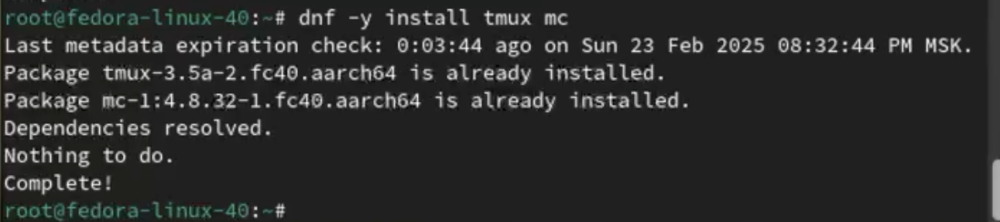 root@fedora-linux-40:~# dnf -y install tmux mc
Last metadata expiration check: 0:03:44 ago on Sun 23 Feb 2025 08:32:44 PM MSK.
Package tmux-3.5a-2.fc40.aarch64 is already installed.
Package mc-1:4.8.32-1.fc40.aarch64 is already installed.
Dependencies resolved.
Nothing to do.
Complete!
root@fedora-linux-40:~#